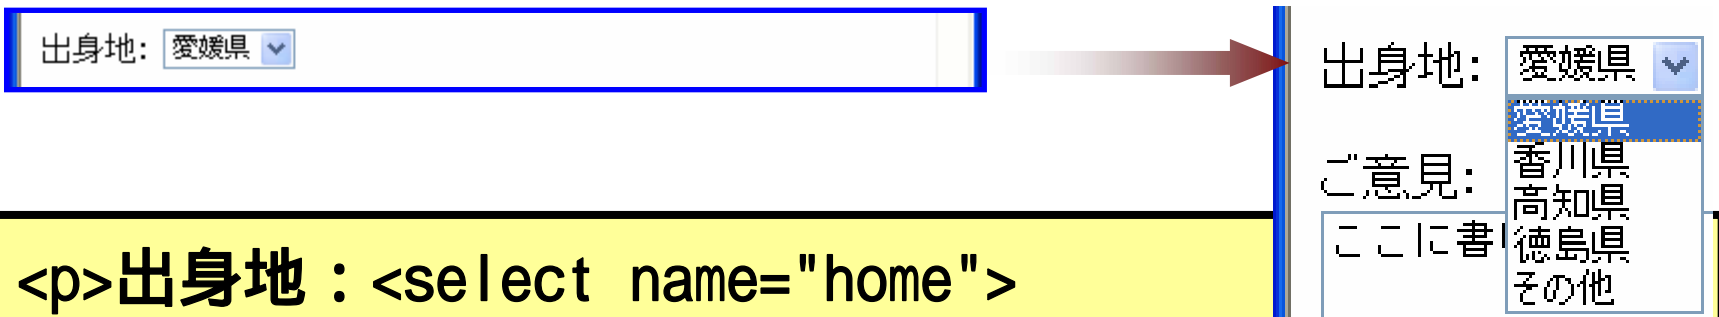 出身地: 愛媛県
出身地: 愛媛県
愛媛県
香川県
高知県
徳島県
その他
ご意見:
ここに書
<p>出身地：<select name="home">